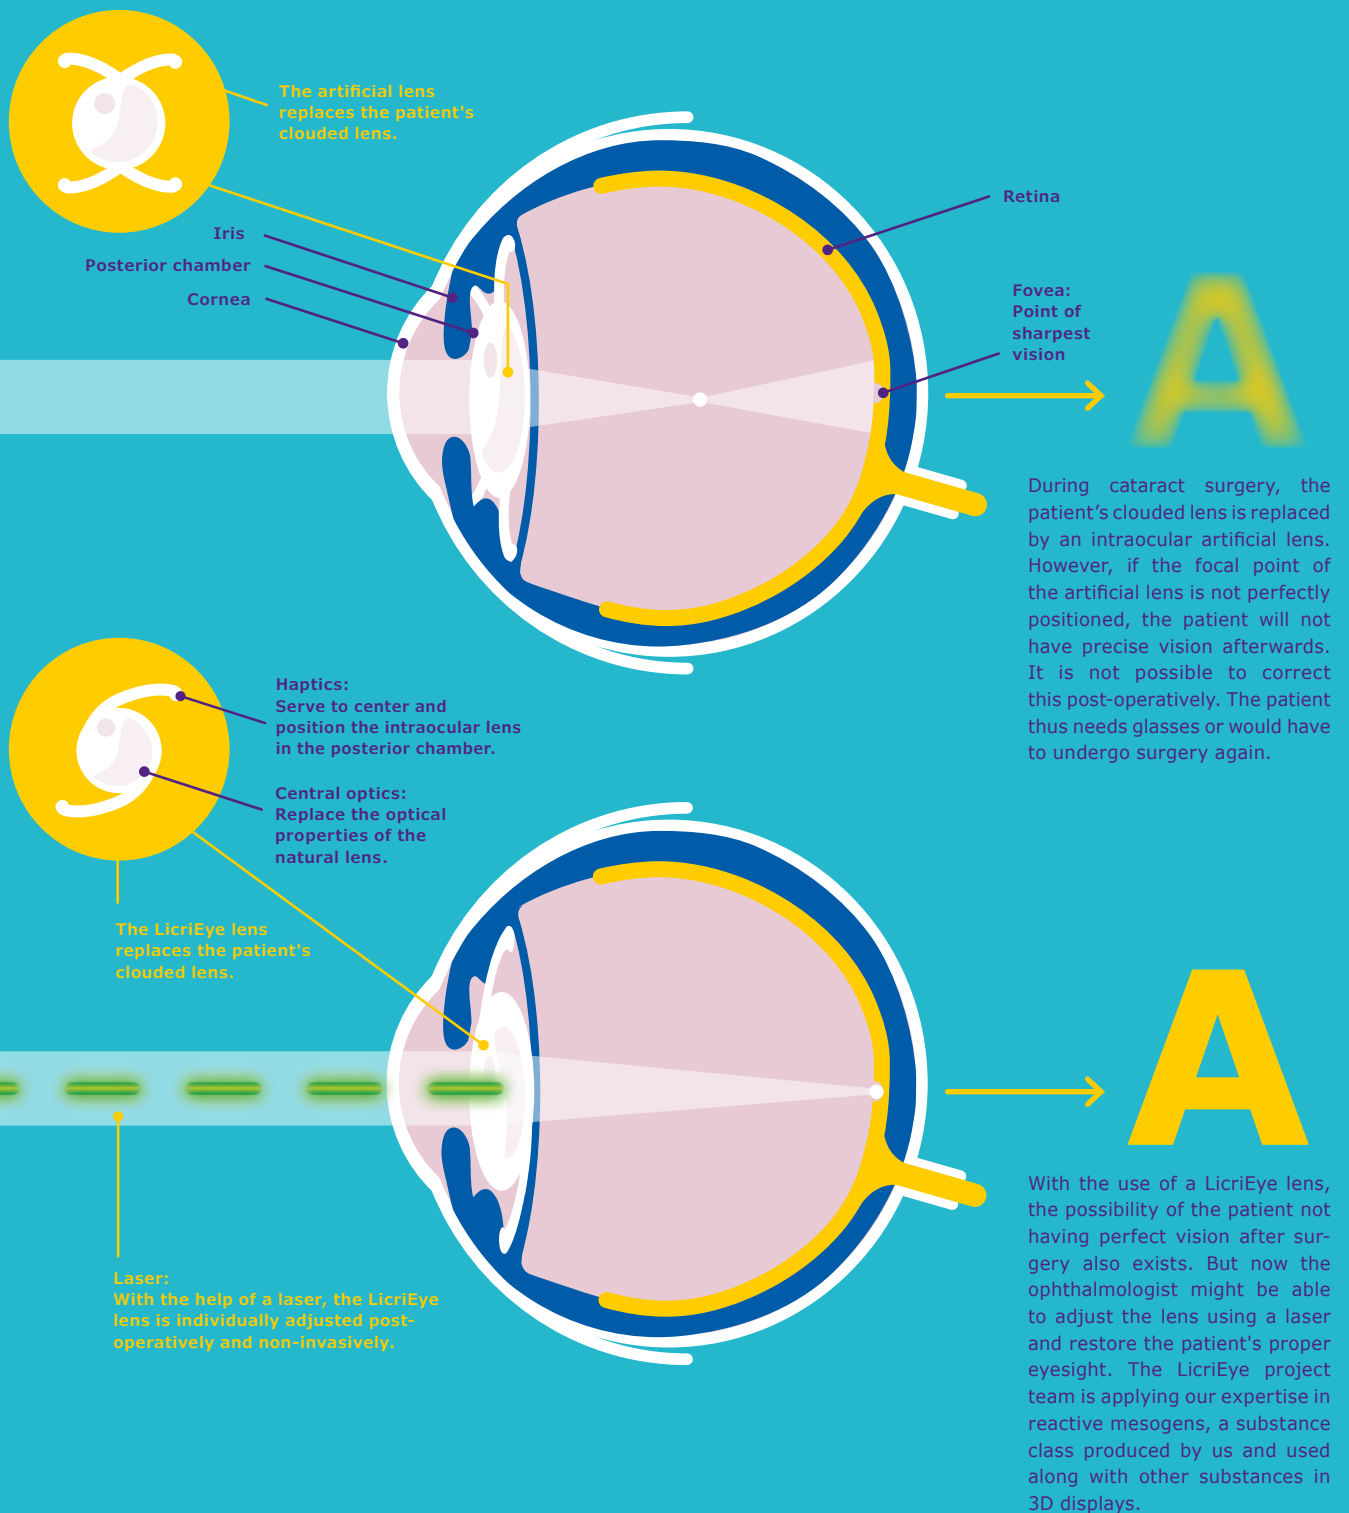 The artificial lens
replaces the patient's
clouded lens.
Iris
Posterior chamber
Cornea
Retina
Fovea:
Point of
sharpest
vision
A
During cataract surgery, the
patient’s clouded lens is replaced
by an intraocular artificial lens.
However, if the focal point of
the artificial lens is not perfectly
positioned, the patient will not
have precise vision afterwards.
It is not possible to correct
this post-operatively. The patient
thus needs glasses or would have
to undergo surgery again.
Haptics:
Serve to center and
position the intraocular lens
in the posterior chamber.
Central optics:
Replace the optical
properties of the
natural lens.
The LicriEye lens
replaces the patient's
clouded lens.
Laser:
With the help of a laser, the LicriEye
lens is individually adjusted post-
operatively and non-invasively.
A
With the use of a LicriEye lens,
the possibility of the patient not
having perfect vision after sur-
gery also exists. But now the
ophthalmologist might be able
to adjust the lens using a laser
and restore the patient's proper
eyesight. The LicriEye project
team is applying our expertise in
reactive mesogens, a substance
class produced by us and used
along with other substances in
3D displays.